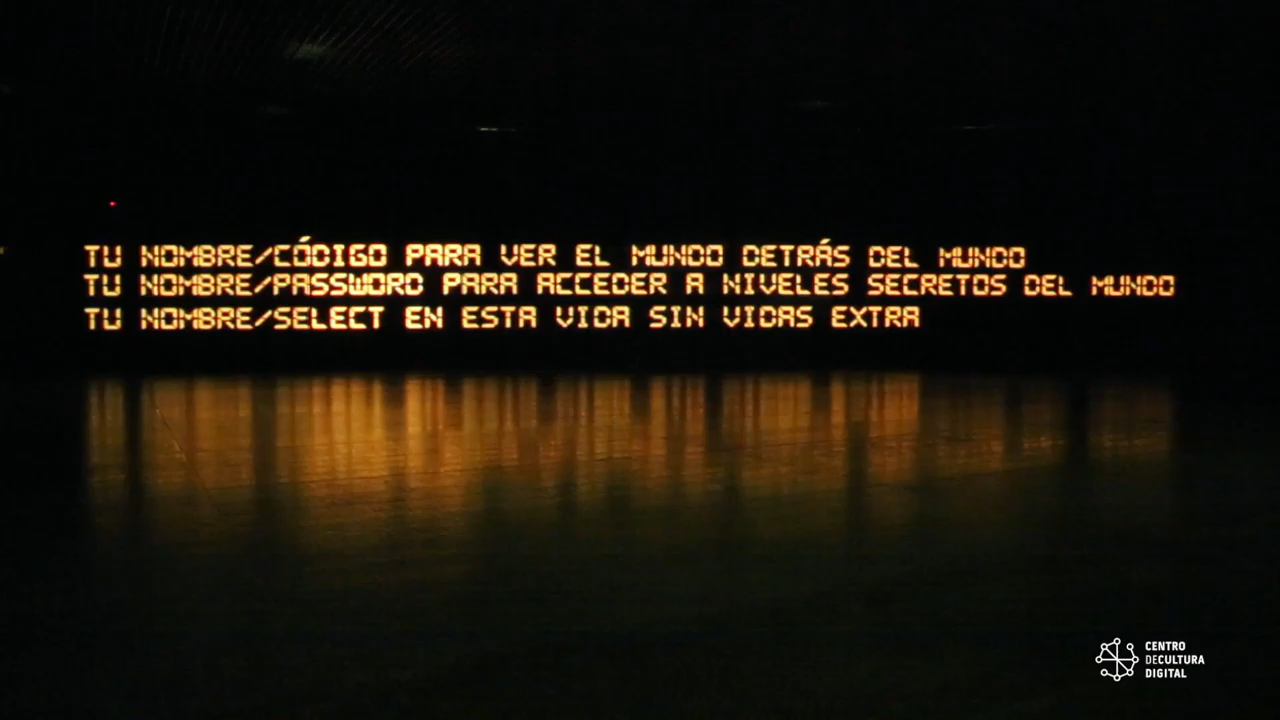 TU NOMBRE/CÓDIGO PARA VER EL MUNDO DETRÁS DEL MUNDO
TU NOMBRE/PASSWORD PARA ACCEDER A NIVELES SECRETOS DEL MUNDO
TU NOMBRE/SELECT EN ESTA VIDA SIN VIDAS EXTRA
CENTRO
DECULTURA
DIGITAL